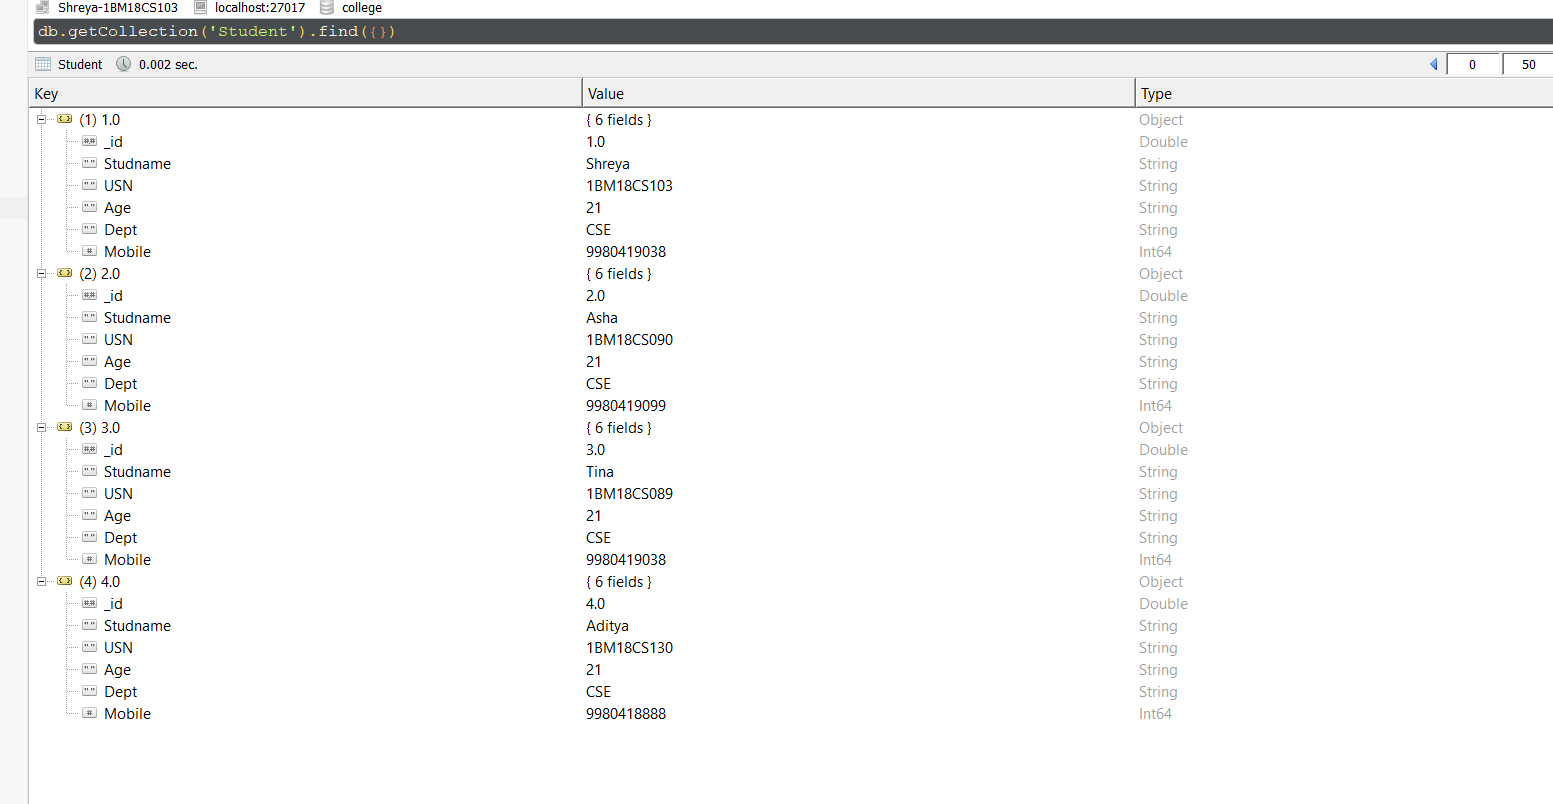 Shreya-1BM18CS103 localhost:27017 college
db.getCollection('Student').find({})
Student 0.002 sec. 0 50
Key Value Type
(1) 1.0 { 6 fields } Object
_id 1.0 Double
Studname Shreya String
USN 1BM18CS103 String
Age 21 String
Dept CSE String
Mobile 9980419038 Int64
(2) 2.0 { 6 fields } Object
_id 2.0 Double
Studname Asha String
USN 1BM18CS090 String
Age 21 String
Dept CSE String
Mobile 9980419099 Int64
(3) 3.0 { 6 fields } Object
_id 3.0 Double
Studname Tina String
USN 1BM18CS089 String
Age 21 String
Dept CSE String
Mobile 9980419038 Int64
(4) 4.0 { 6 fields } Object
_id 4.0 Double
Studname Aditya String
USN 1BM18CS130 String
Age 21 String
Dept CSE String
Mobile 9980418888 Int64